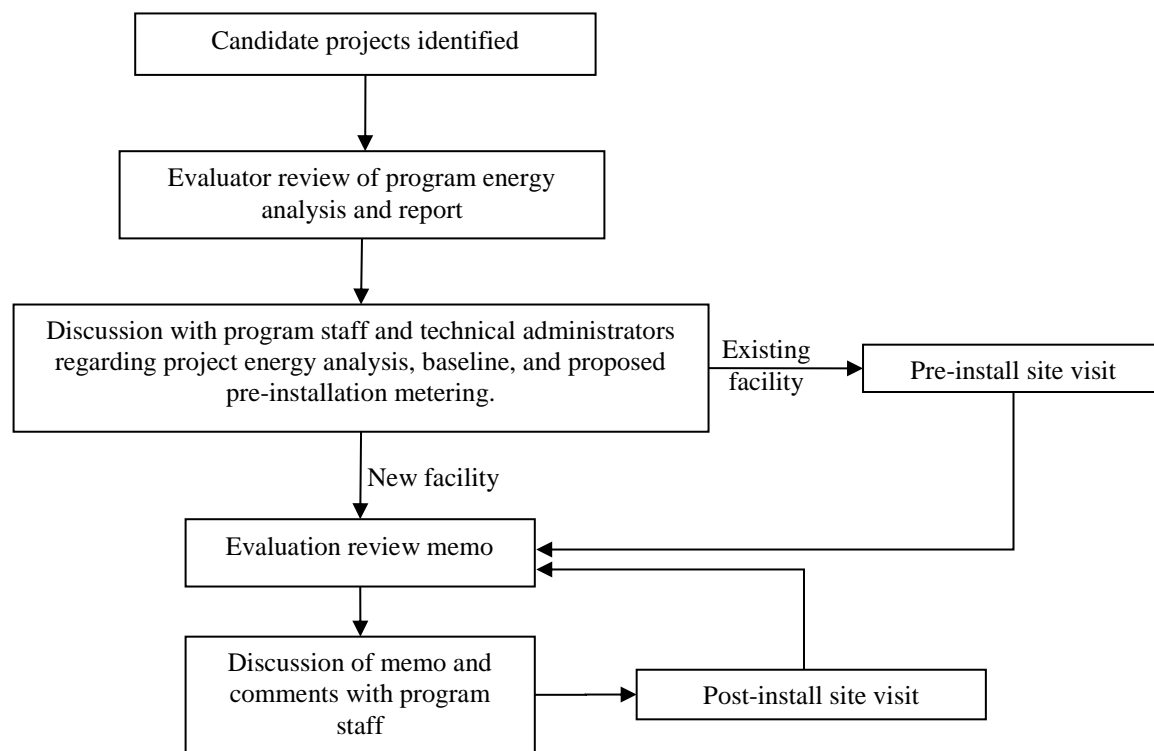 Candidate projects identified
Evaluator review of program energy
analysis and report
Discussion with program staff and technical administrators
regarding project energy analysis, baseline, and proposed
pre-installation metering.
Existing
facility
Pre-install site visit
New facility
Evaluation review memo
Discussion of memo and
comments with program
staff
Post-install site visit